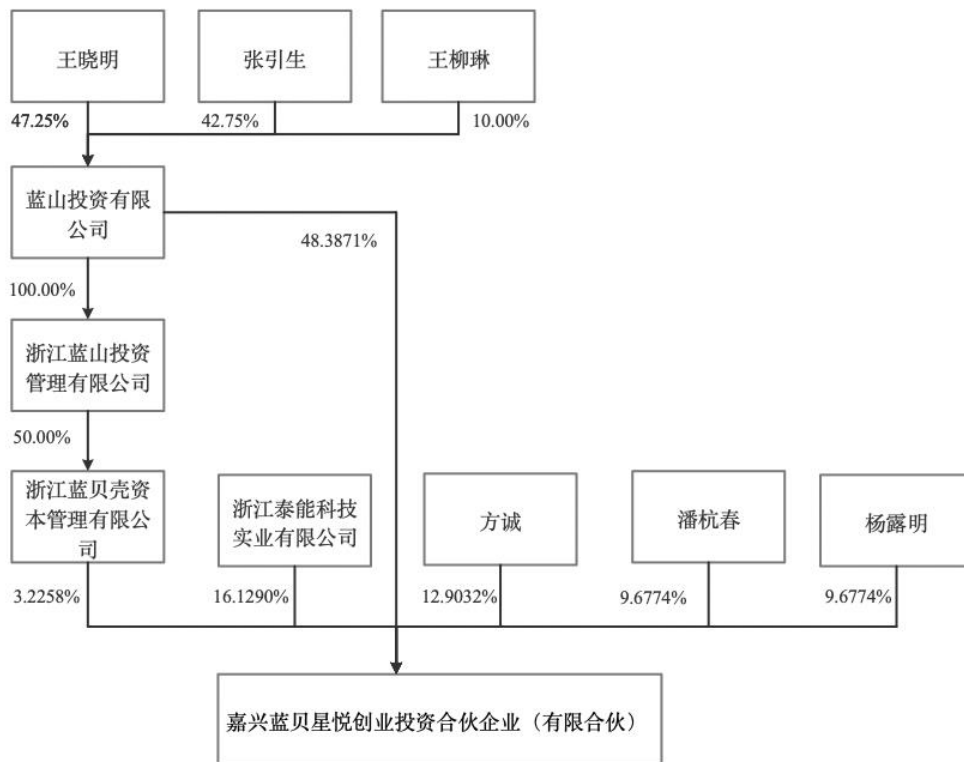 王晓明
张引生
王柳琳
47.25%
42.75%
10.00%
蓝山投资有限
公司
48.3871%
100.00%
浙江蓝山投资
管理有限公司
50.00%
浙江蓝贝壳资
本管理有限公
司
浙江泰能科技
实业有限公司
方诚
潘杭春
杨露明
3.2258%
16.1290%
12.9032%
9.6774%
9.6774%
嘉兴蓝贝星悦创业投资合伙企业（有限合伙）